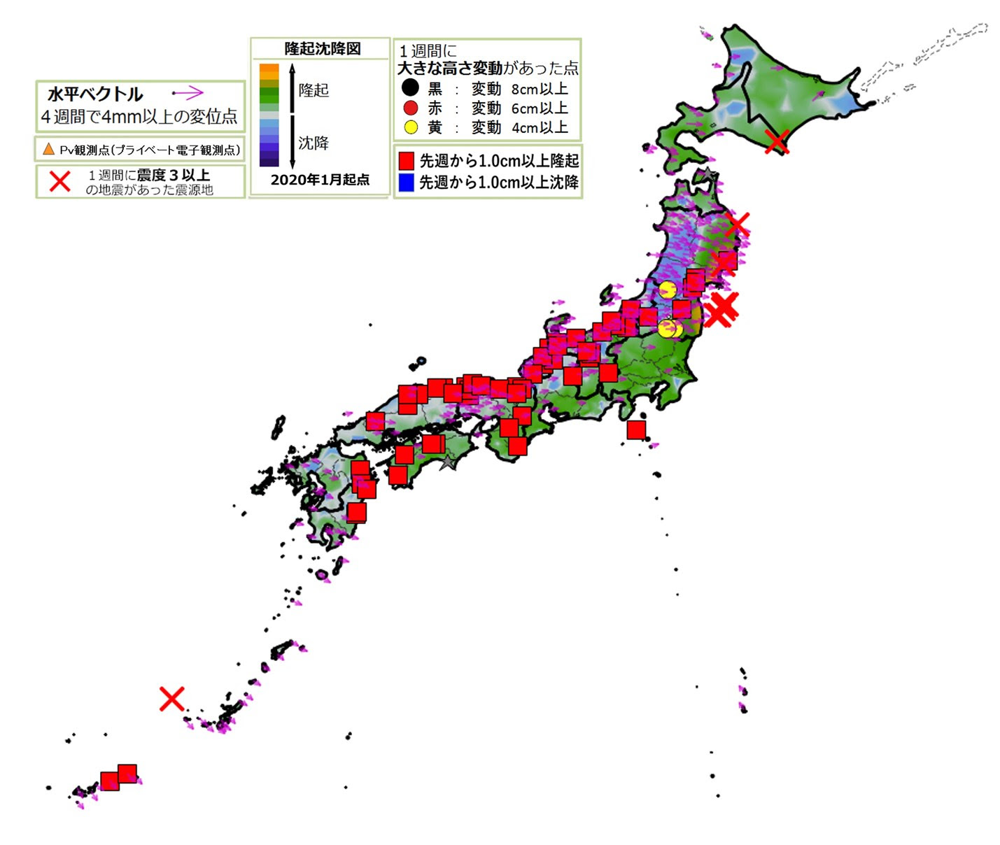 水平ベクトル
４週間で4mm以上の変位点
Pv観測点(プライベート電子観測点)
１週間に震度３以上
の地震があった震源地
隆起沈降図
隆起
沈降
2020年1月起点
１週間に
大きな高さ変動があった点
黒 ： 変動 8cm以上
赤 ： 変動 6cm以上
黄 ： 変動 4cm以上
先週から1.0cm以上隆起
先週から1.0cm以上沈降